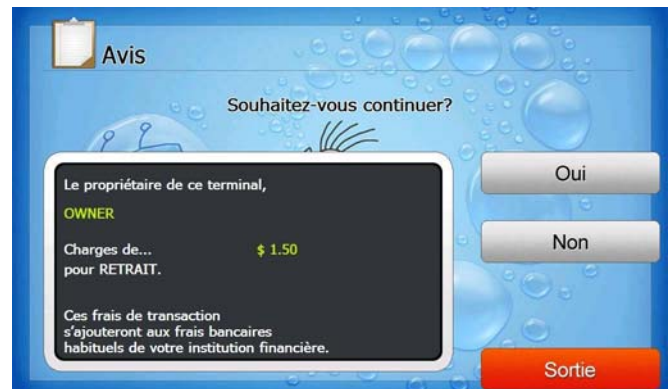 Avis
Souhaitez-vous continuer?
Le propriétaire de ce terminal,
OWNER
Charges de... $ 1.50
pour RETRAIT.
Ces frais de transaction
s'ajouteront aux frais bancaires
habituels de votre institution financière.
Oui
Non
Sortie